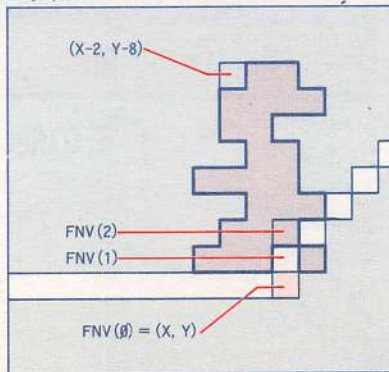 (X-2, Y-8)
FNV(2)
FNV(1)
FNV(Ø) = (X, Y)